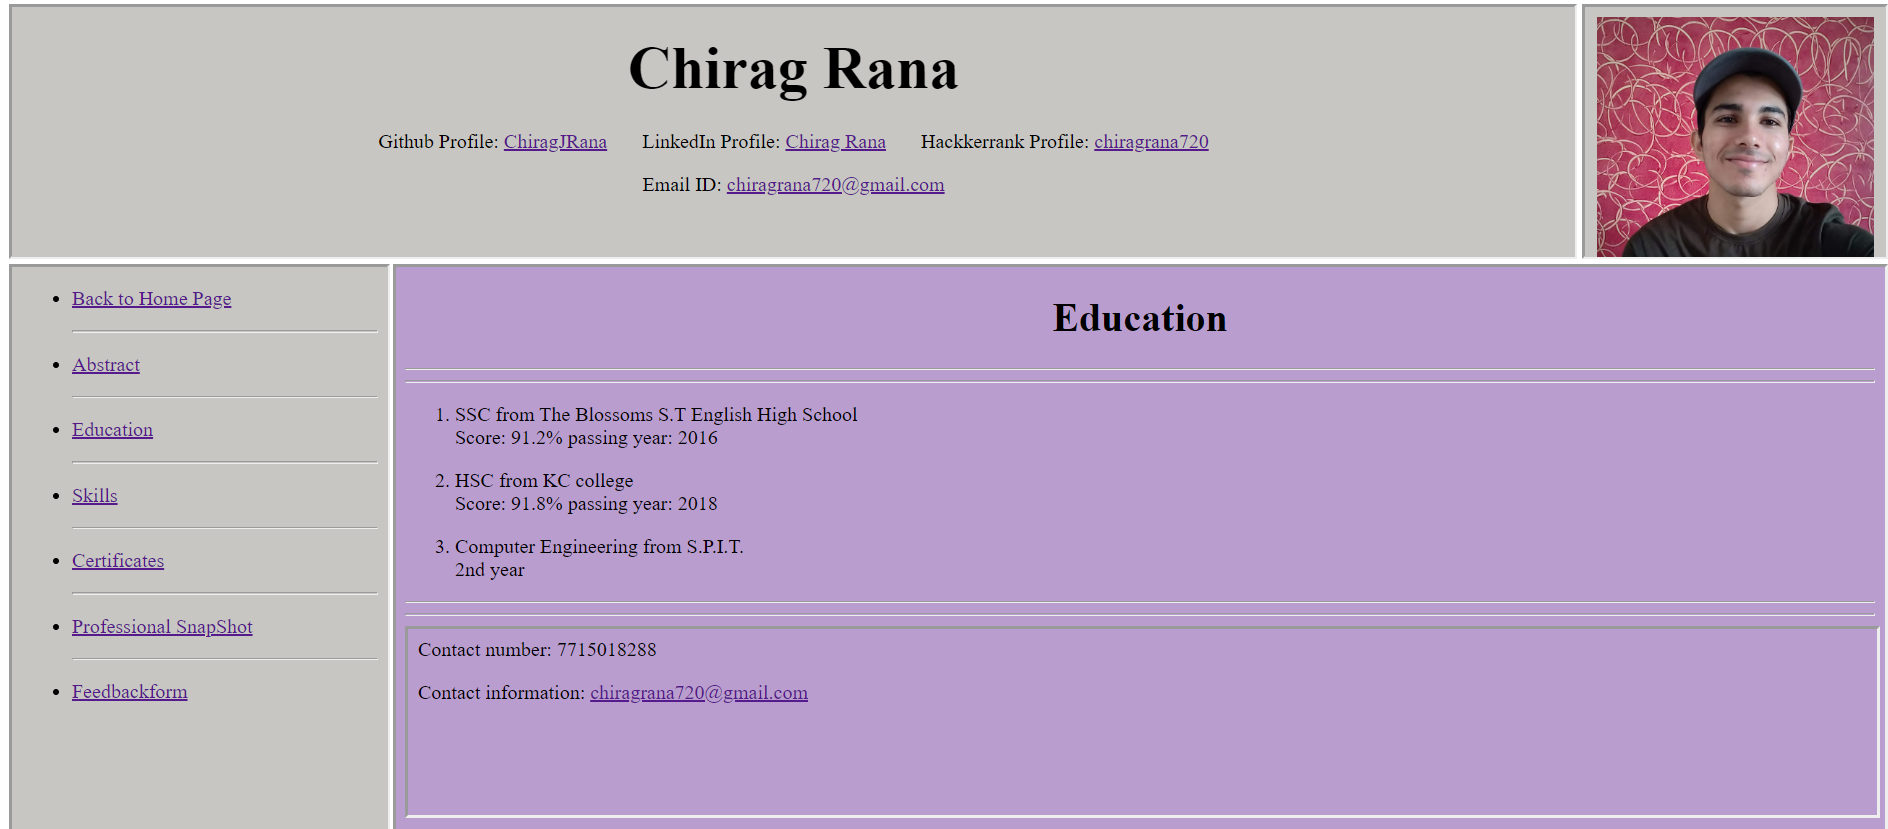 Chirag Rana
Github Profile: ChiragJRana LinkedIn Profile: Chirag Rana Hackkerrank Profile: chiragrana720
Email ID: chiragrana720@gmail.com
• Back to Home Page
• Abstract
• Education
• Skills
• Certificates
• Professional SnapShot
• Feedbackform
Education
1. SSC from The Blossoms S.T English High School
Score: 91.2% passing year: 2016
2. HSC from KC college
Score: 91.8% passing year: 2018
3. Computer Engineering from S.P.I.T.
2nd year
Contact number: 7715018288
Contact information: chiragrana720@gmail.com